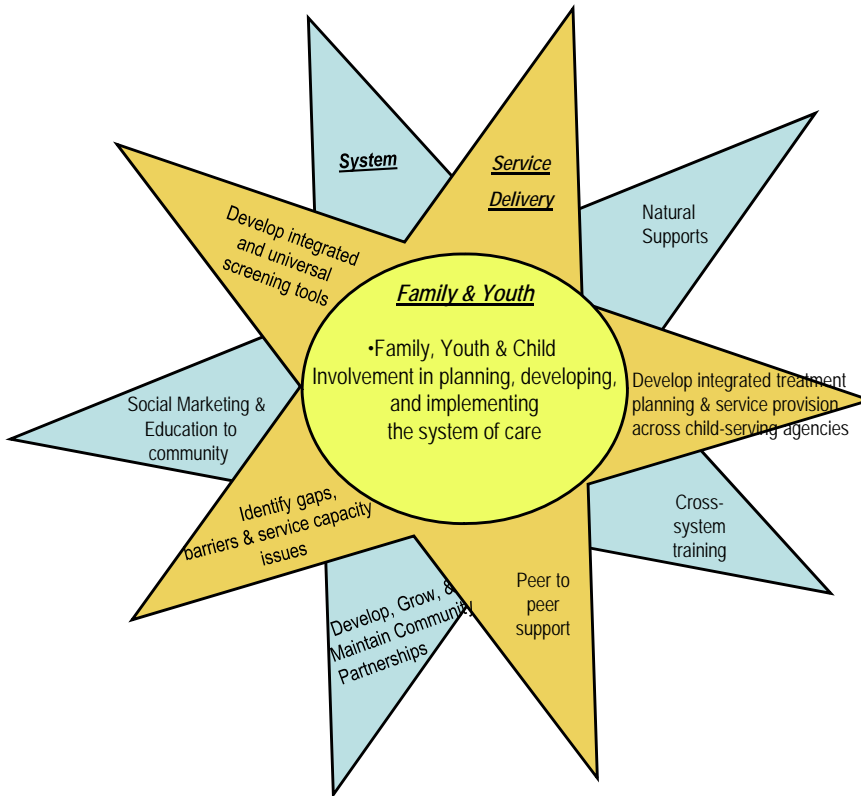 System
Service
Delivery
Natural
Supports
Develop integrated
and universal
screening tools
Family & Youth
•Family, Youth & Child
Involvement in planning, developing,
and implementing
the system of care
Develop integrated treatment
planning & service provision
across child-serving agencies
Social Marketing &
Education to
community
Identify gaps,
barriers & service capacity
issues
Cross-
system
training
Develop, Grow, &
Maintain Community
Partnerships
Peer to
peer
support